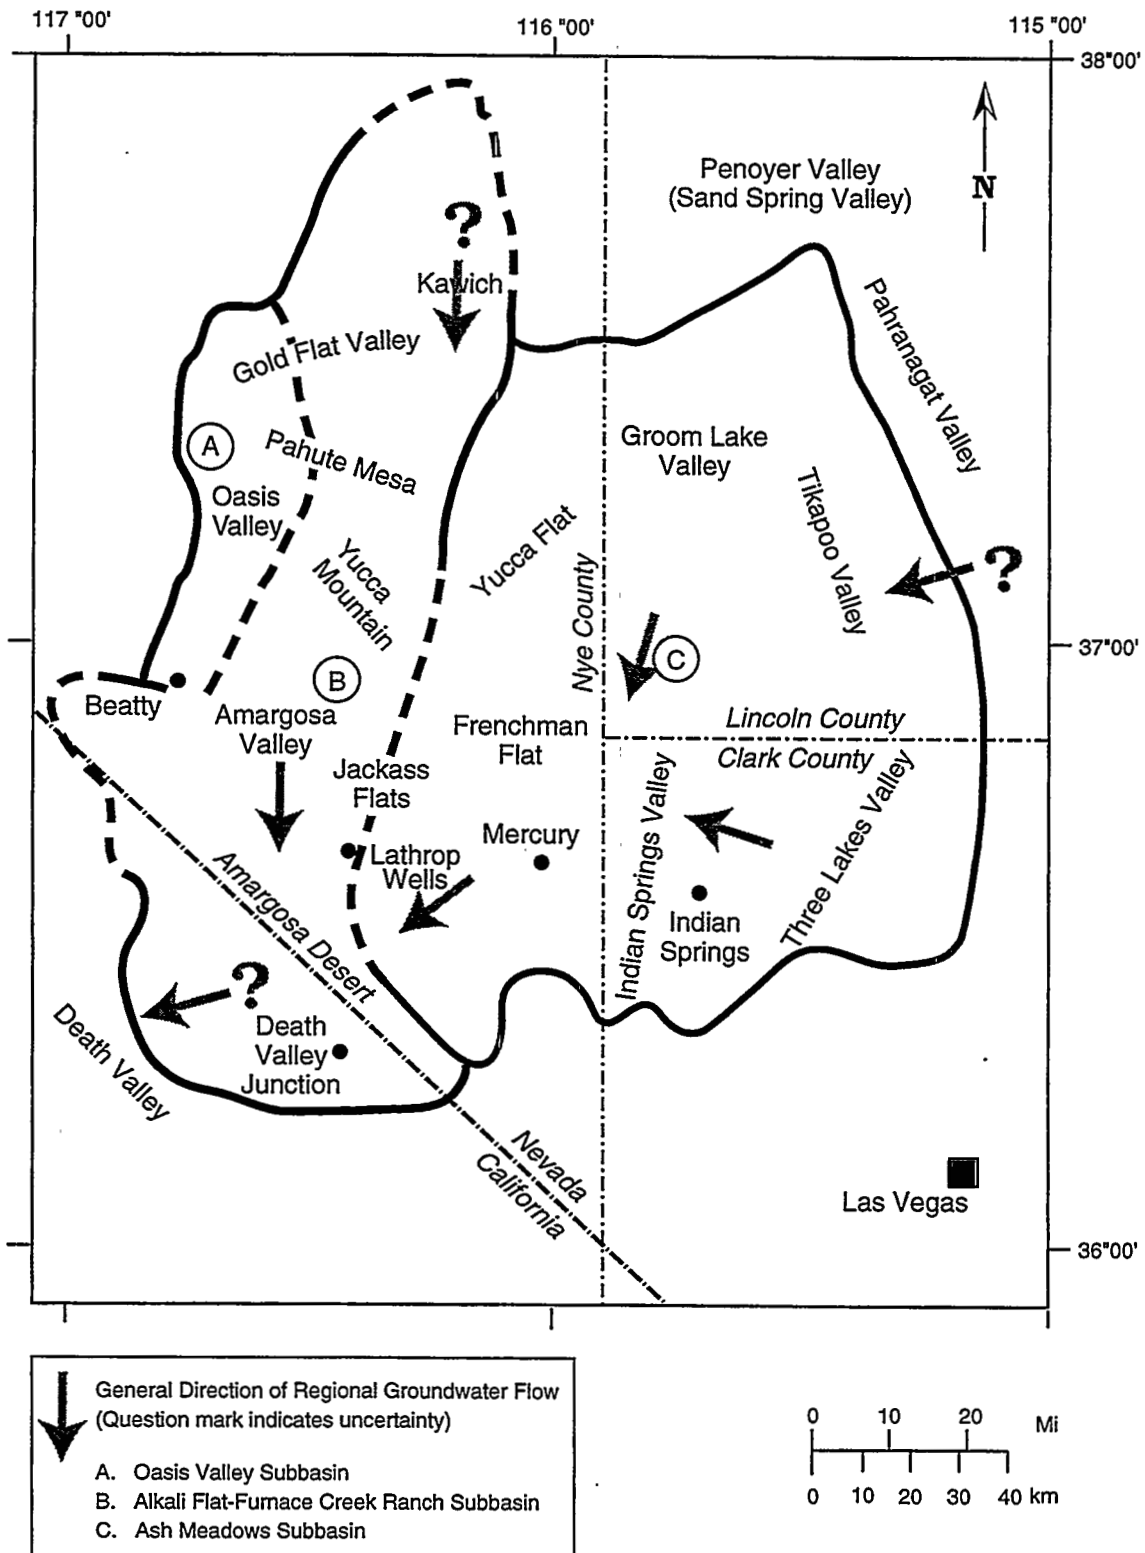 117 "00'
116 "00'
115 "00'
38"00'
N
Penoyer Valley
(Sand Spring Valley)
?
Kawich
Gold Flat Valley
Pahranagat Valley
A
Pahute Mesa
Groom Lake
Valley
Oasis
Valley
Tikapoo Valley
Yucca Flat
Yucca
Mountain
Nye County
?
37"00'
C
B
Beatty
Amargosa
Valley
Frenchman
Flat
Lincoln County
Clark County
Jackass
Flats
Indian Springs Valley
Three Lakes Valley
Mercury
Lathrop
Wells
Amargosa Desert
Indian
Springs
?
Death Valley
Death
Valley
Junction
Nevada
California
Las Vegas
36"00'
General Direction of Regional Groundwater Flow
(Question mark indicates uncertainty)
A. Oasis Valley Subbasin
B. Alkali Flat-Furnace Creek Ranch Subbasin
C. Ash Meadows Subbasin
0 10 20 Mi
0 10 20 30 40 km